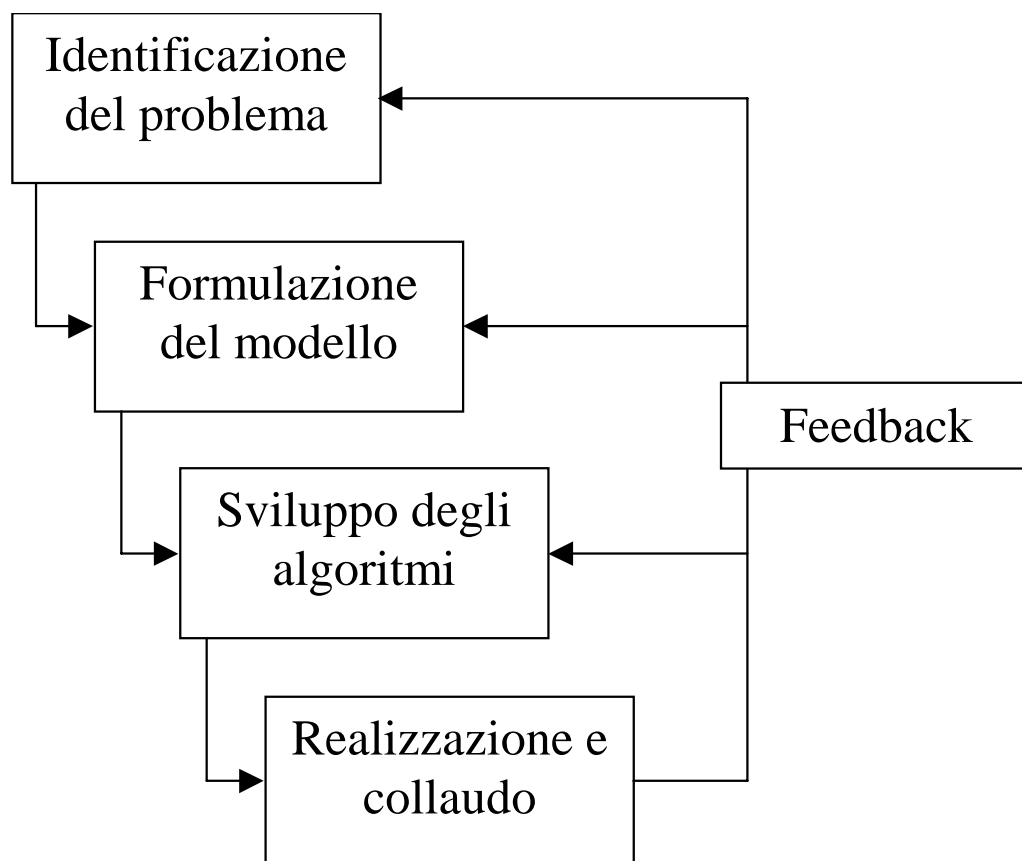 Identificazione
del problema
Formulazione
del modello
Feedback
Sviluppo degli
algoritmi
Realizzazione e
collaudo